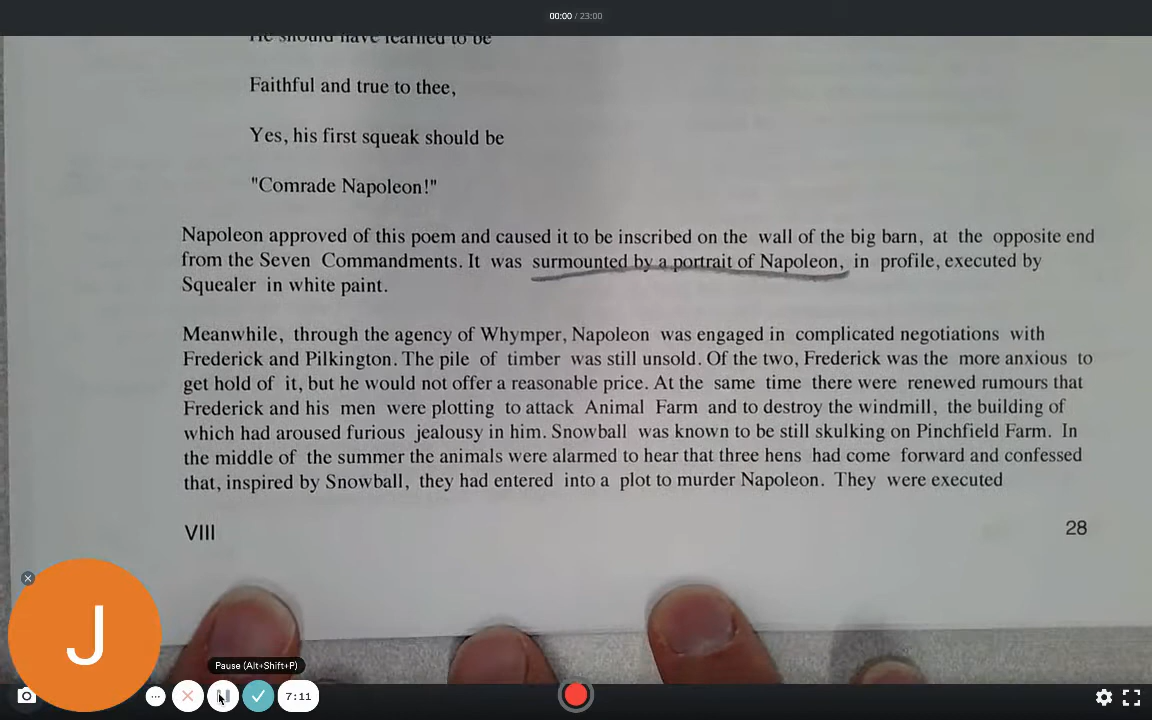 00:00 / 23:00
He should have learned to be
Faithful and true to thee,
Yes, his first squeak should be
"Comrade Napoleon!"
Napoleon approved of this poem and caused it to be inscribed on the wall of the big barn, at the opposite end
from the Seven Commandments. It was surmounted by a portrait of Napoleon, in profile, executed by
Squealer in white paint.
Meanwhile, through the agency of Whymper, Napoleon was engaged in complicated negotiations with
Frederick and Pilkington. The pile of timber was still unsold. Of the two, Frederick was the more anxious to
get hold of it, but he would not offer a reasonable price. At the same time there were renewed rumours that
Frederick and his men were plotting to attack Animal Farm and to destroy the windmill, the building of
which had aroused furious jealousy in him. Snowball was known to be still skulking on Pinchfield Farm. In
the middle of the summer the animals were alarmed to hear that three hens had come forward and confessed
that, inspired by Snowball, they had entered into a plot to murder Napoleon. They were executed
VIII
28
J
Pause (Alt+Shift+P)
7:11